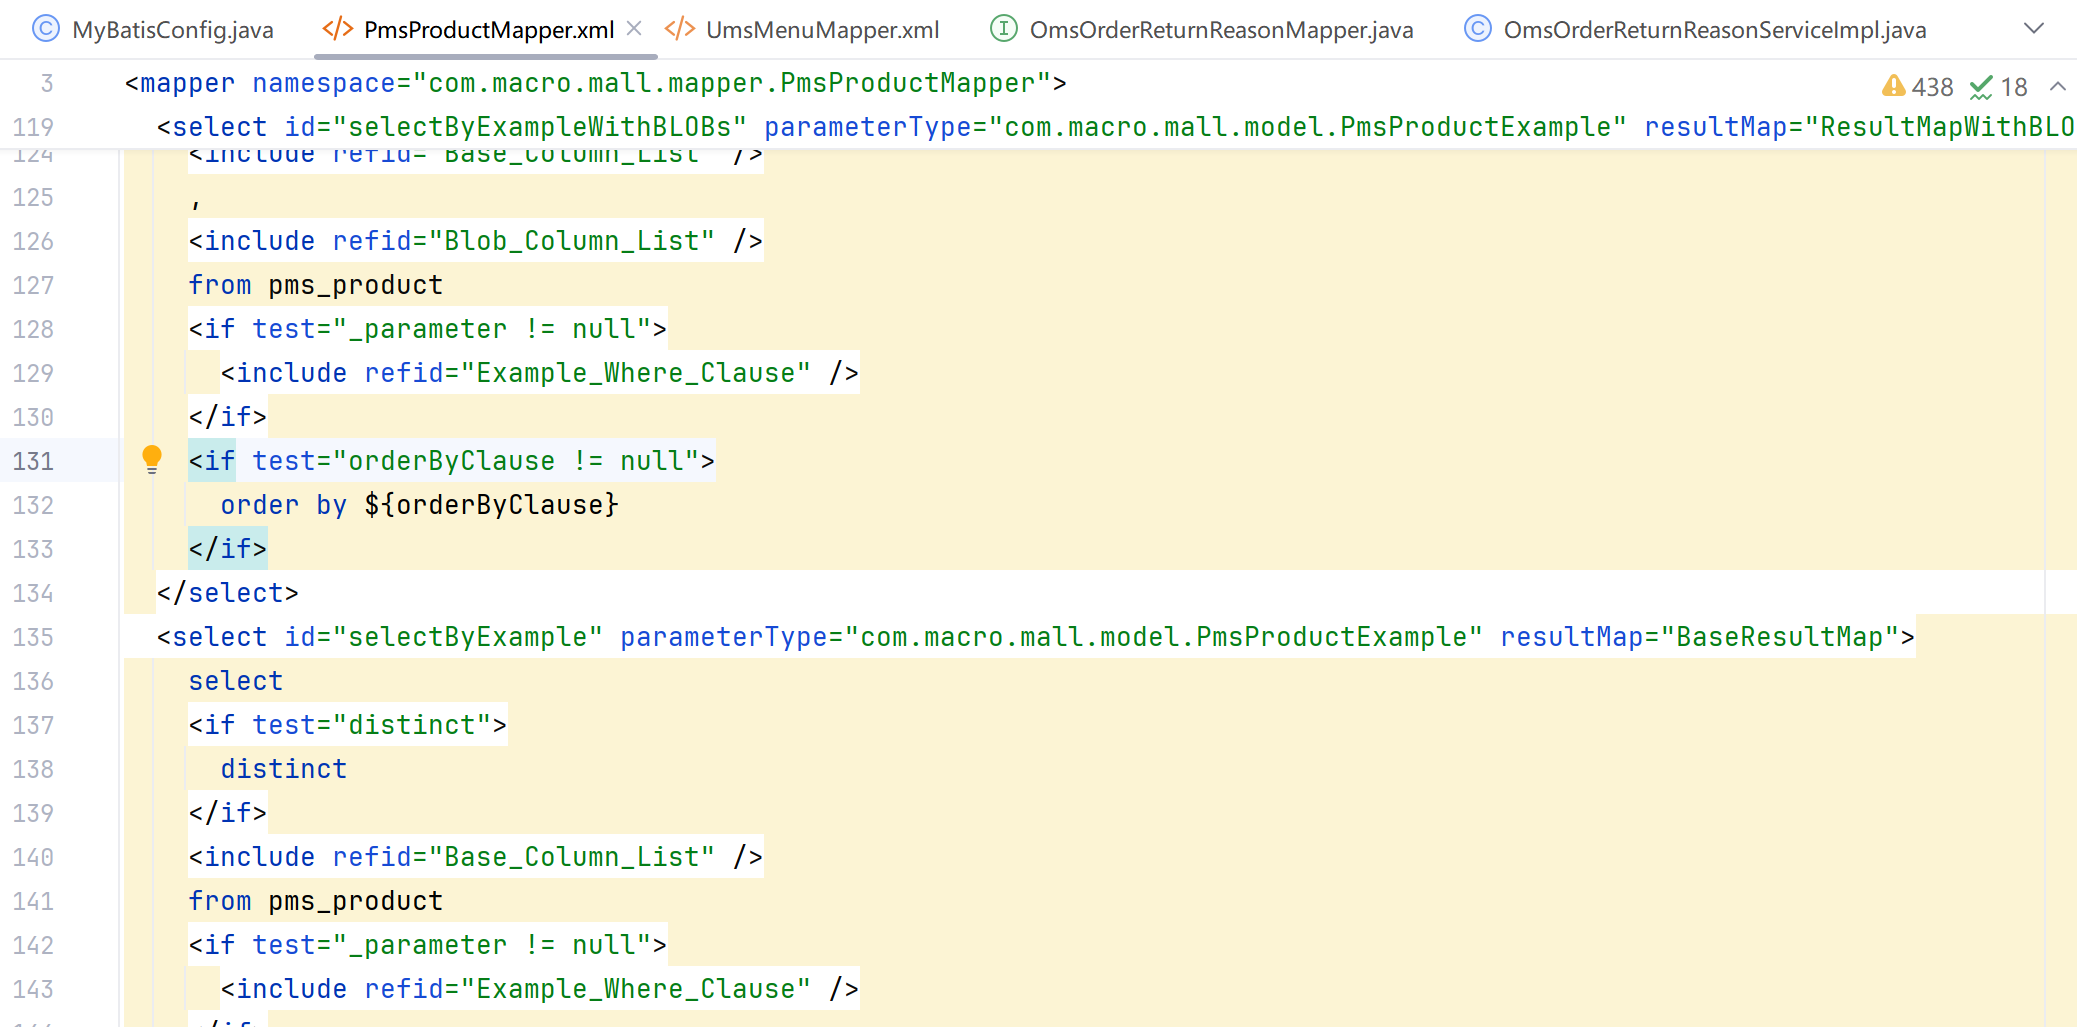 MyBatisConfig.java PmsProductMapper.xml UmsMenuMapper.xml OmsOrderReturnReasonMapper.java OmsOrderReturnReasonServiceImpl.java
3 <mapper namespace="com.macro.mall.mapper.PmsProductMapper"> 438 18
119 <select id="selectByExampleWithBLOBs" parameterType="com.macro.mall.model.PmsProductExample" resultMap="ResultMapWithBLO
124 <include refid="Base_Column_List" />
125 ,
126 <include refid="Blob_Column_List" />
127 from pms_product
128 <if test="_parameter != null">
129 <include refid="Example_Where_Clause" />
130 </if>
131 <if test="orderByClause != null">
132 order by ${orderByClause}
133 </if>
134 </select>
135 <select id="selectByExample" parameterType="com.macro.mall.model.PmsProductExample" resultMap="BaseResultMap">
136 select
137 <if test="distinct">
138 distinct
139 </if>
140 <include refid="Base_Column_List" />
141 from pms_product
142 <if test="_parameter != null">
143 <include refid="Example_Where_Clause" />
</if>